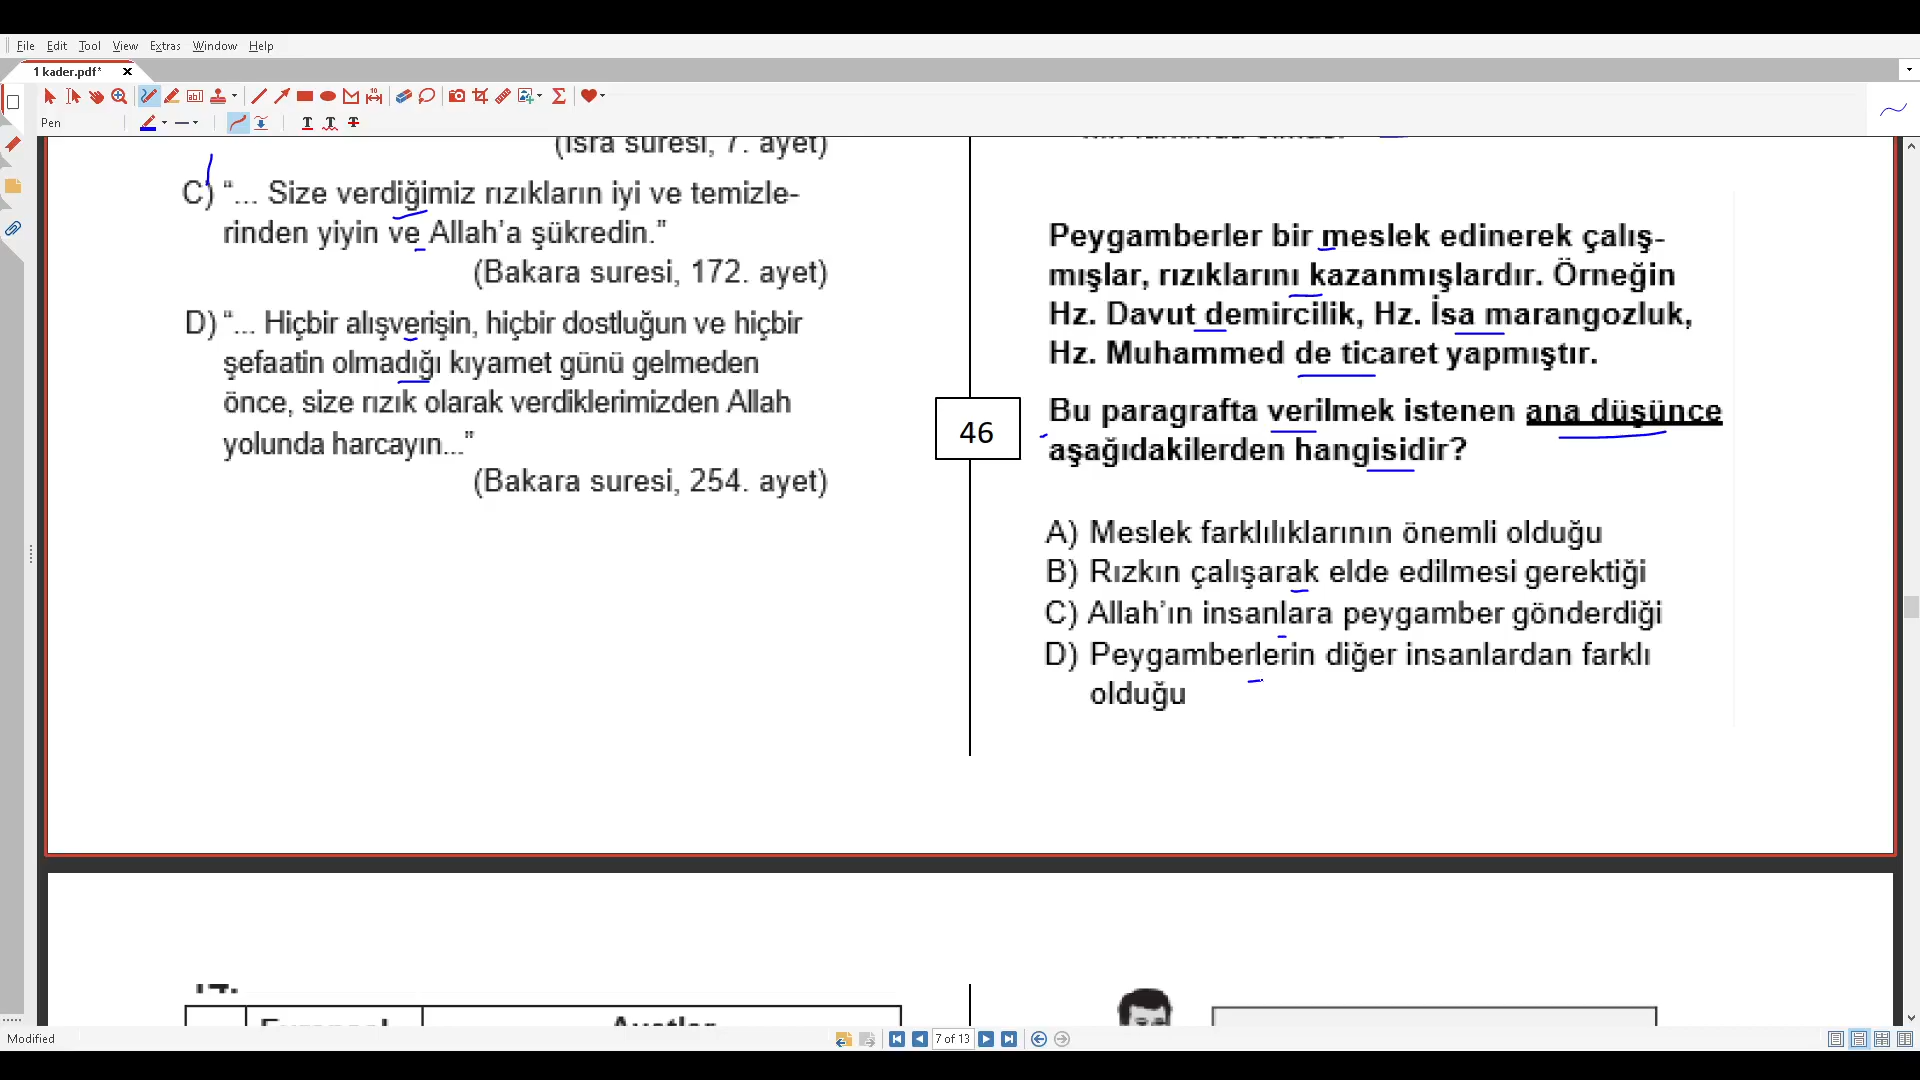 File Edit Tool View Extras Window Help
1 kader.pdf*
Pen
(İsra suresi, 7. ayet)
C) “... Size verdiğimiz rızıkların iyi ve temizle-
rinden yiyin ve Allah’a şükredin.”
(Bakara suresi, 172. ayet)
D) “... Hiçbir alışverişin, hiçbir dostluğun ve hiçbir
şefaatin olmadığı kıyamet günü gelmeden
önce, size rızık olarak verdiklerimizden Allah
yolunda harcayın...”
(Bakara suresi, 254. ayet)
46
Peygamberler bir meslek edinerek çalış-
mışlar, rızıklarını kazanmışlardır. Örneğin
Hz. Davut demircilik, Hz. İsa marangozluk,
Hz. Muhammed de ticaret yapmıştır.
Bu paragrafta verilmek istenen ana düşünce
aşağıdakilerden hangisidir?
A) Meslek farklılıklarının önemli olduğu
B) Rızkın çalışarak elde edilmesi gerektiği
C) Allah’ın insanlara peygamber gönderdiği
D) Peygamberlerin diğer insanlardan farklı
olduğu
Ayetler
Modified
7 of 13